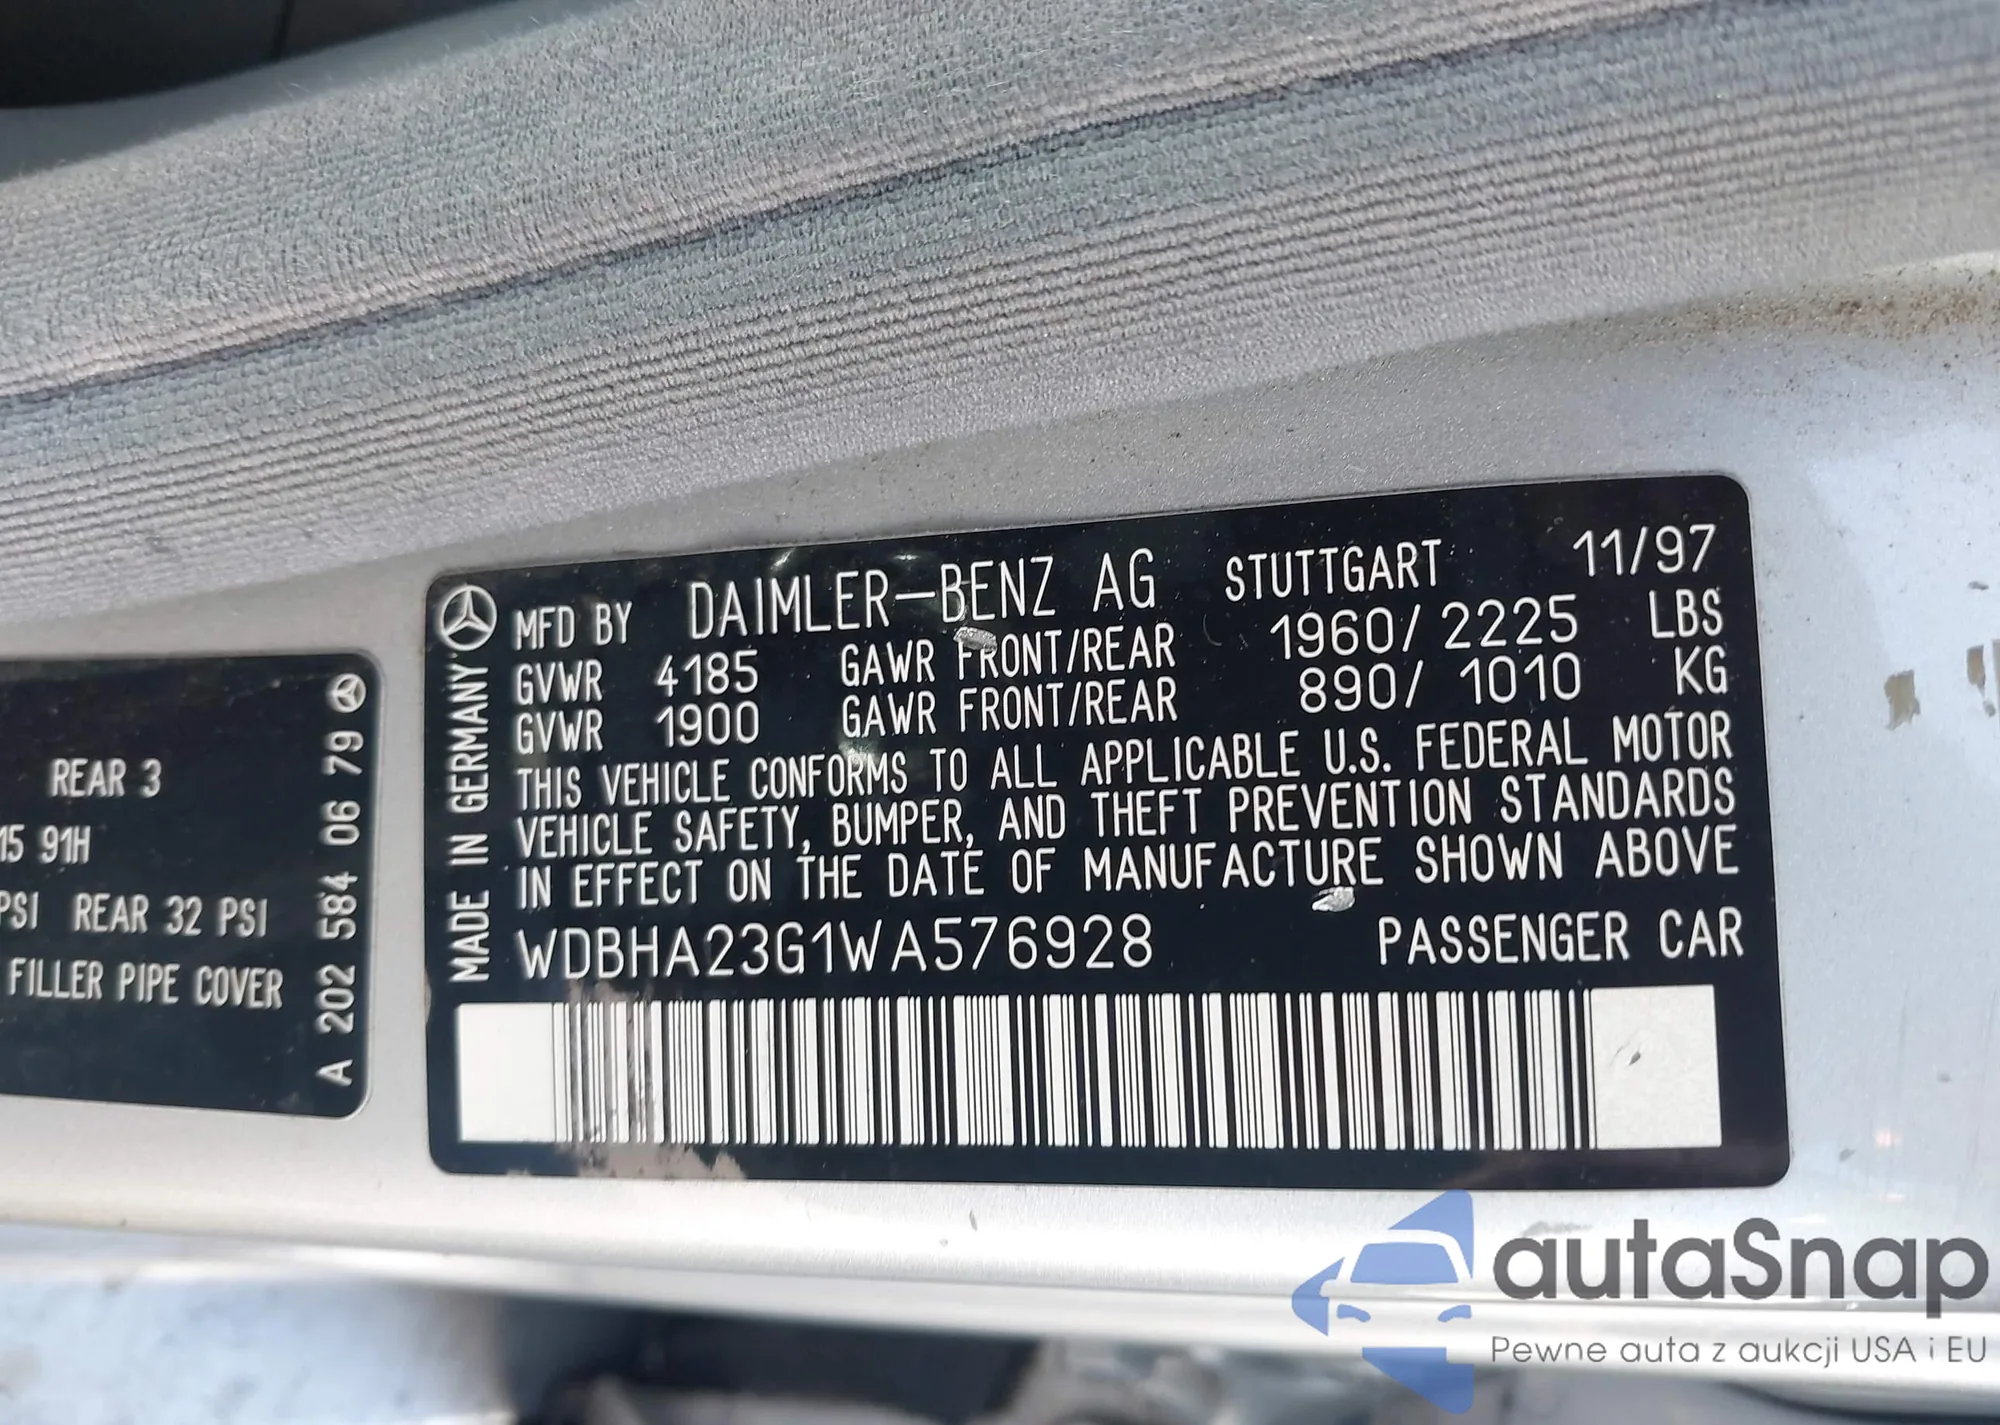 MFD BY DAIMLER-BENZ AG STUTTGART 11/97
GVWR 4185 GAWR FRONT/REAR 1960/ 2225 LBS
GVWR 1900 GAWR FRONT/REAR 890/ 1010 KG
THIS VEHICLE CONFORMS TO ALL APPLICABLE U.S. FEDERAL MOTOR
VEHICLE SAFETY, BUMPER, AND THEFT PREVENTION STANDARDS
IN EFFECT ON THE DATE OF MANUFACTURE SHOWN ABOVE
WDBHA23G1WA576928 PASSENGER CAR
MADE IN GERMANY
REAR 3
15 91H
PSI REAR 32 PSI
FILLER PIPE COVER
A 202 584 06 79
autaSnap
Pewne auta z aukcji USA i EU